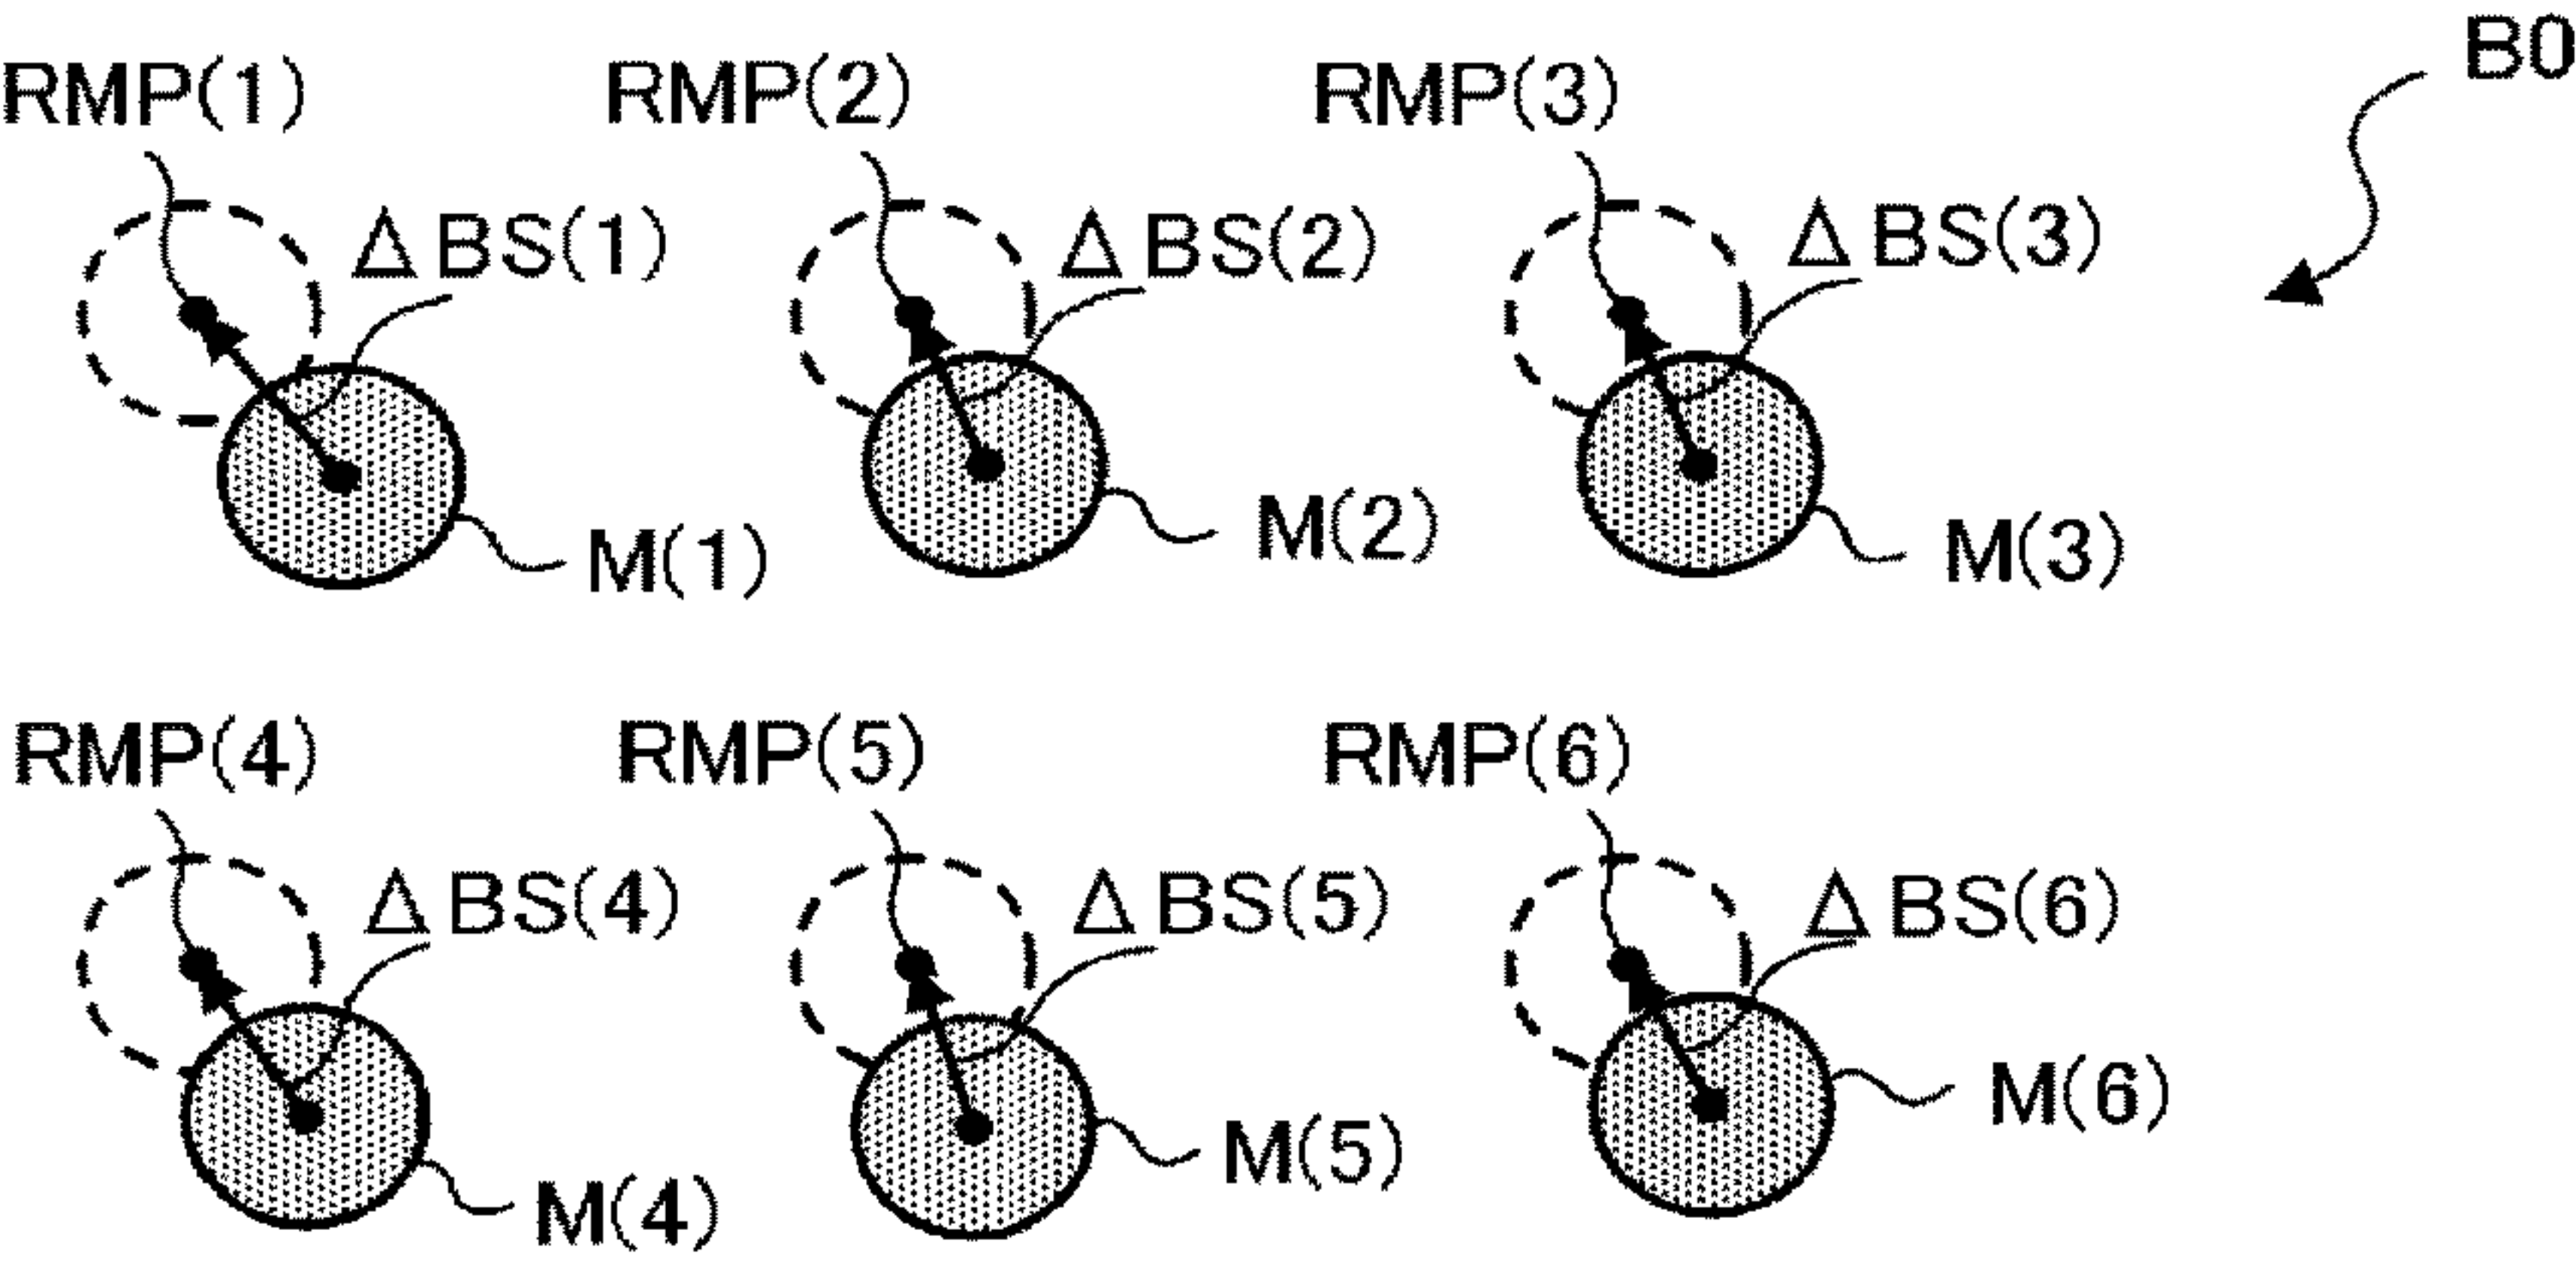 B0
RMP(1) RMP(2) RMP(3)
ΔBS(1) ΔBS(2) ΔBS(3)
M(1) M(2) M(3)
RMP(4) RMP(5) RMP(6)
ΔBS(4) ΔBS(5) ΔBS(6)
M(4) M(5) M(6)